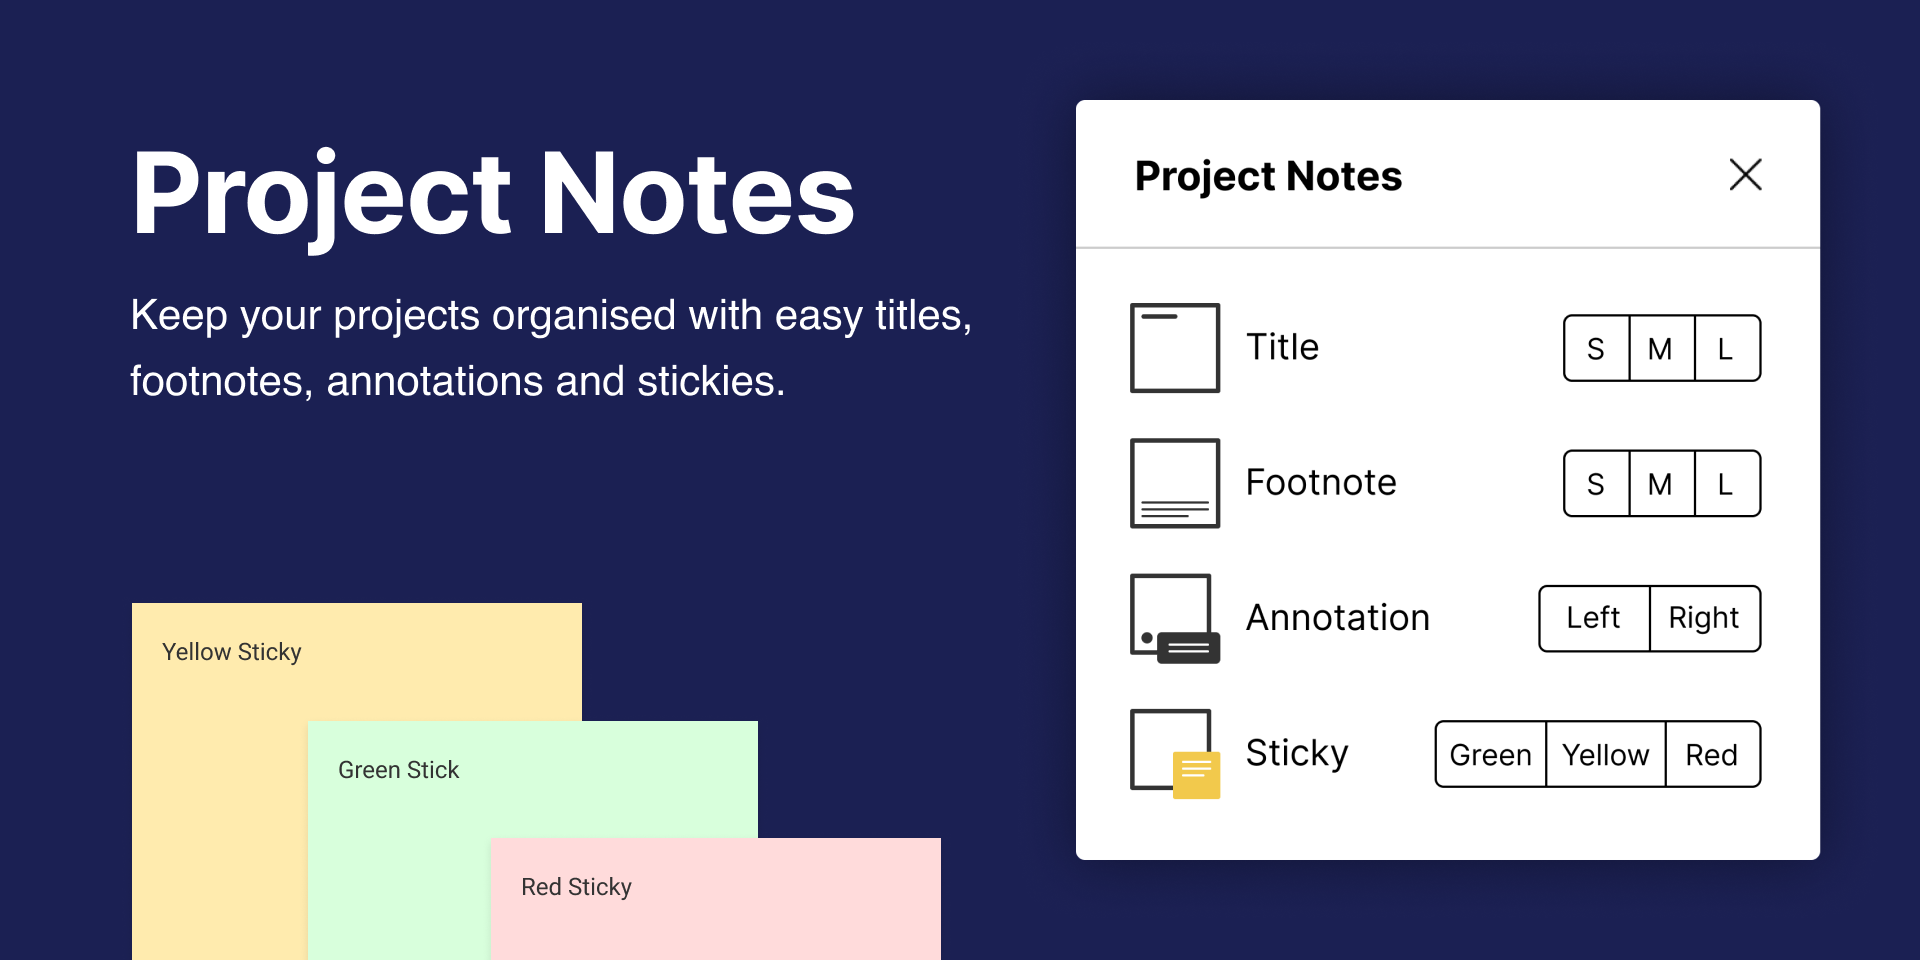 Project Notes
Keep your projects organised with easy titles,
footnotes, annotations and stickies.
Yellow Sticky
Green Stick
Red Sticky
Project Notes
Title S M L
Footnote S M L
Annotation Left Right
Sticky Green Yellow Red